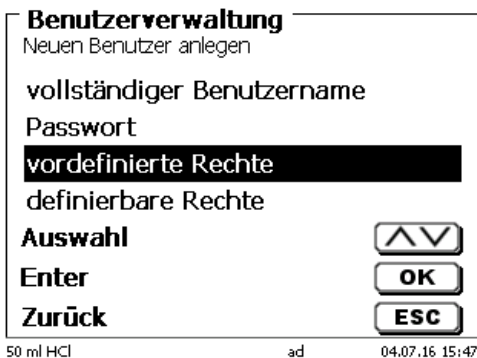 Benutzerverwaltung
Neuen Benutzer anlegen
vollständiger Benutzername
Passwort
vordefinierte Rechte
definierbare Rechte
Auswahl
Enter OK
Zurück ESC
50 ml HCl ad 04.07.16 15:47